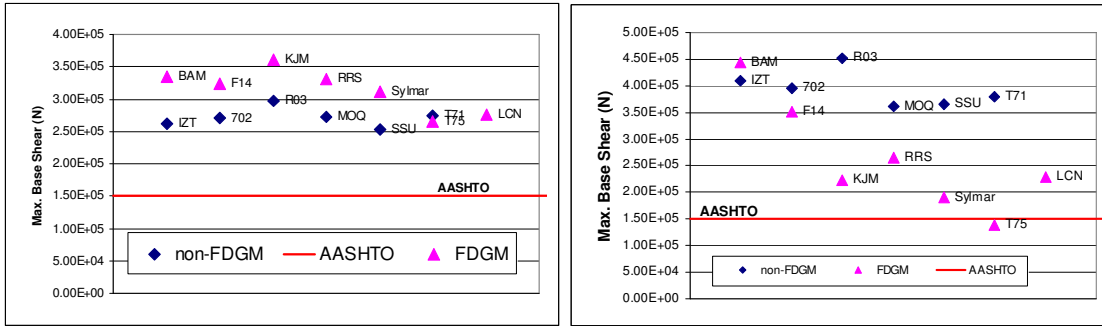 Max. Base Shear (N)
4.00E+05
3.50E+05
3.00E+05
2.50E+05
2.00E+05
1.50E+05
1.00E+05
5.00E+04
0.00E+00
BAM
F14
KJM
RRS
Sylmar
IZT
702
R03
MOQ
SSU
T71
T75
LCN
AASHTO
non-FDGM
AASHTO
FDGM
Max. Base Shear (N)
5.00E+05
4.50E+05
4.00E+05
3.50E+05
3.00E+05
2.50E+05
2.00E+05
1.50E+05
1.00E+05
5.00E+04
0.00E+00
BAM
IZT
702
F14
R03
KJM
MOQ
RRS
SSU
Sylmar
T71
T75
LCN
AASHTO
non-FDGM
FDGM
AASHTO